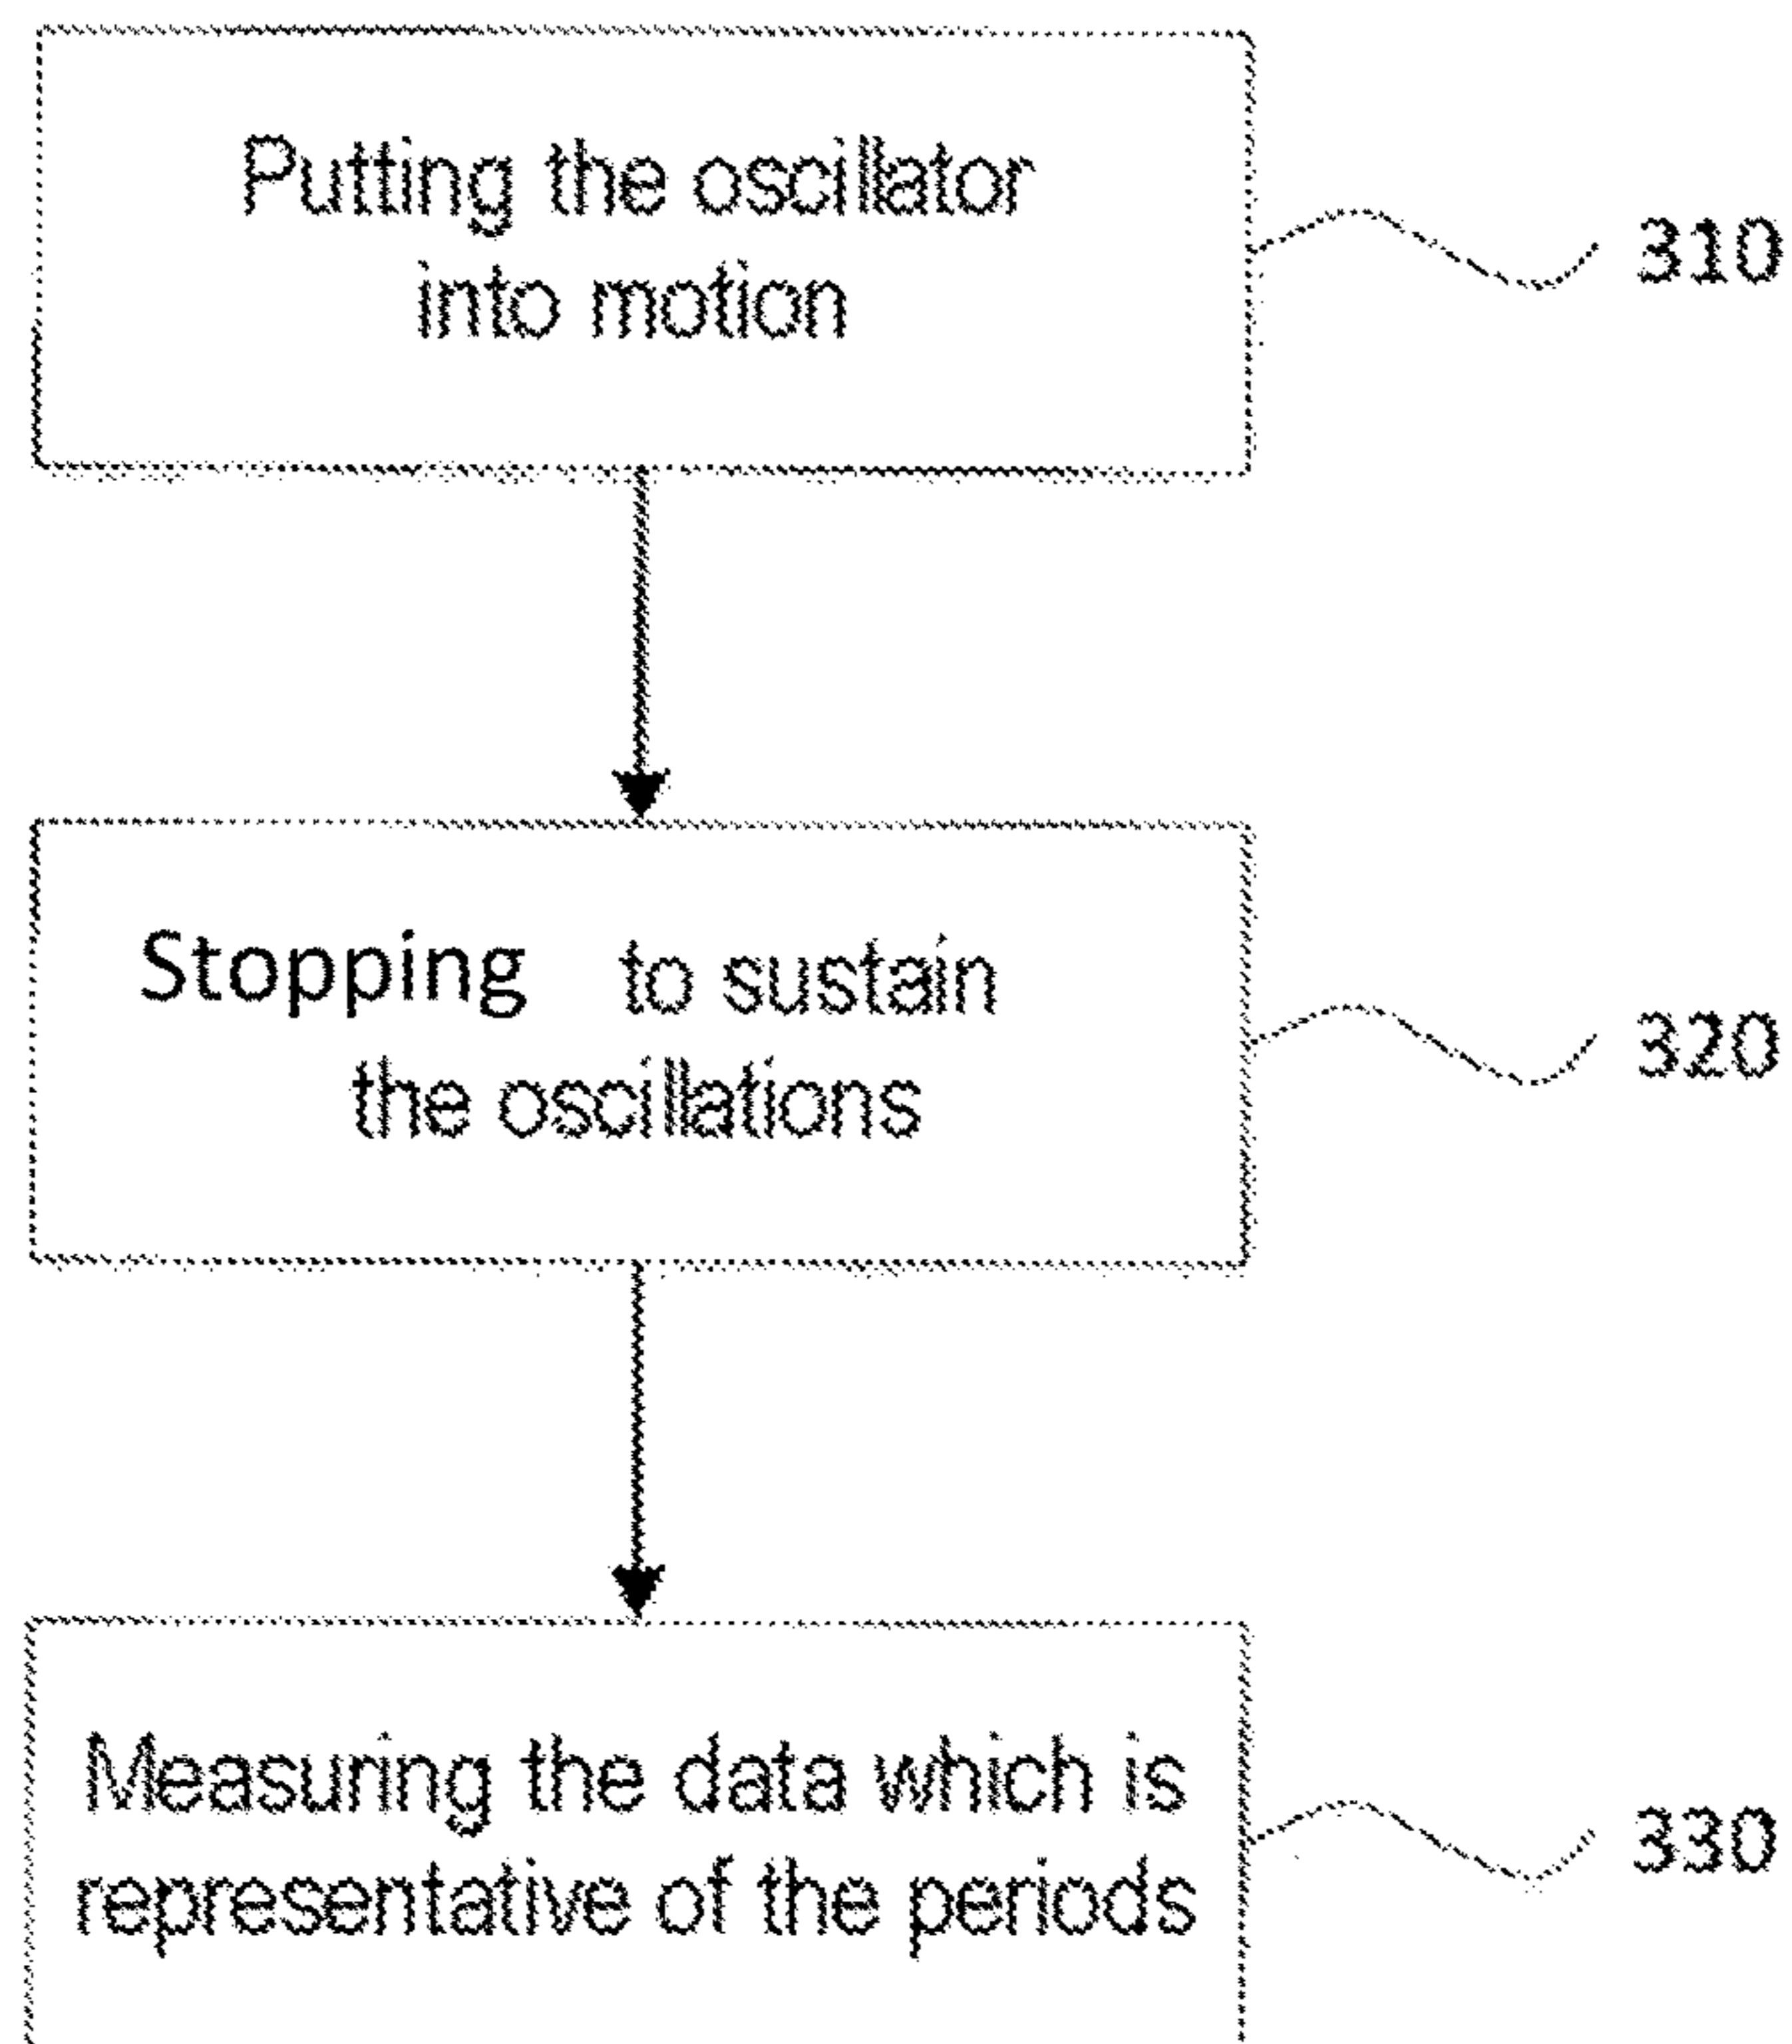 Putting the oscillator
into motion
310
Stopping to sustain
the oscillations
320
Measuring the data which is
representative of the periods
330